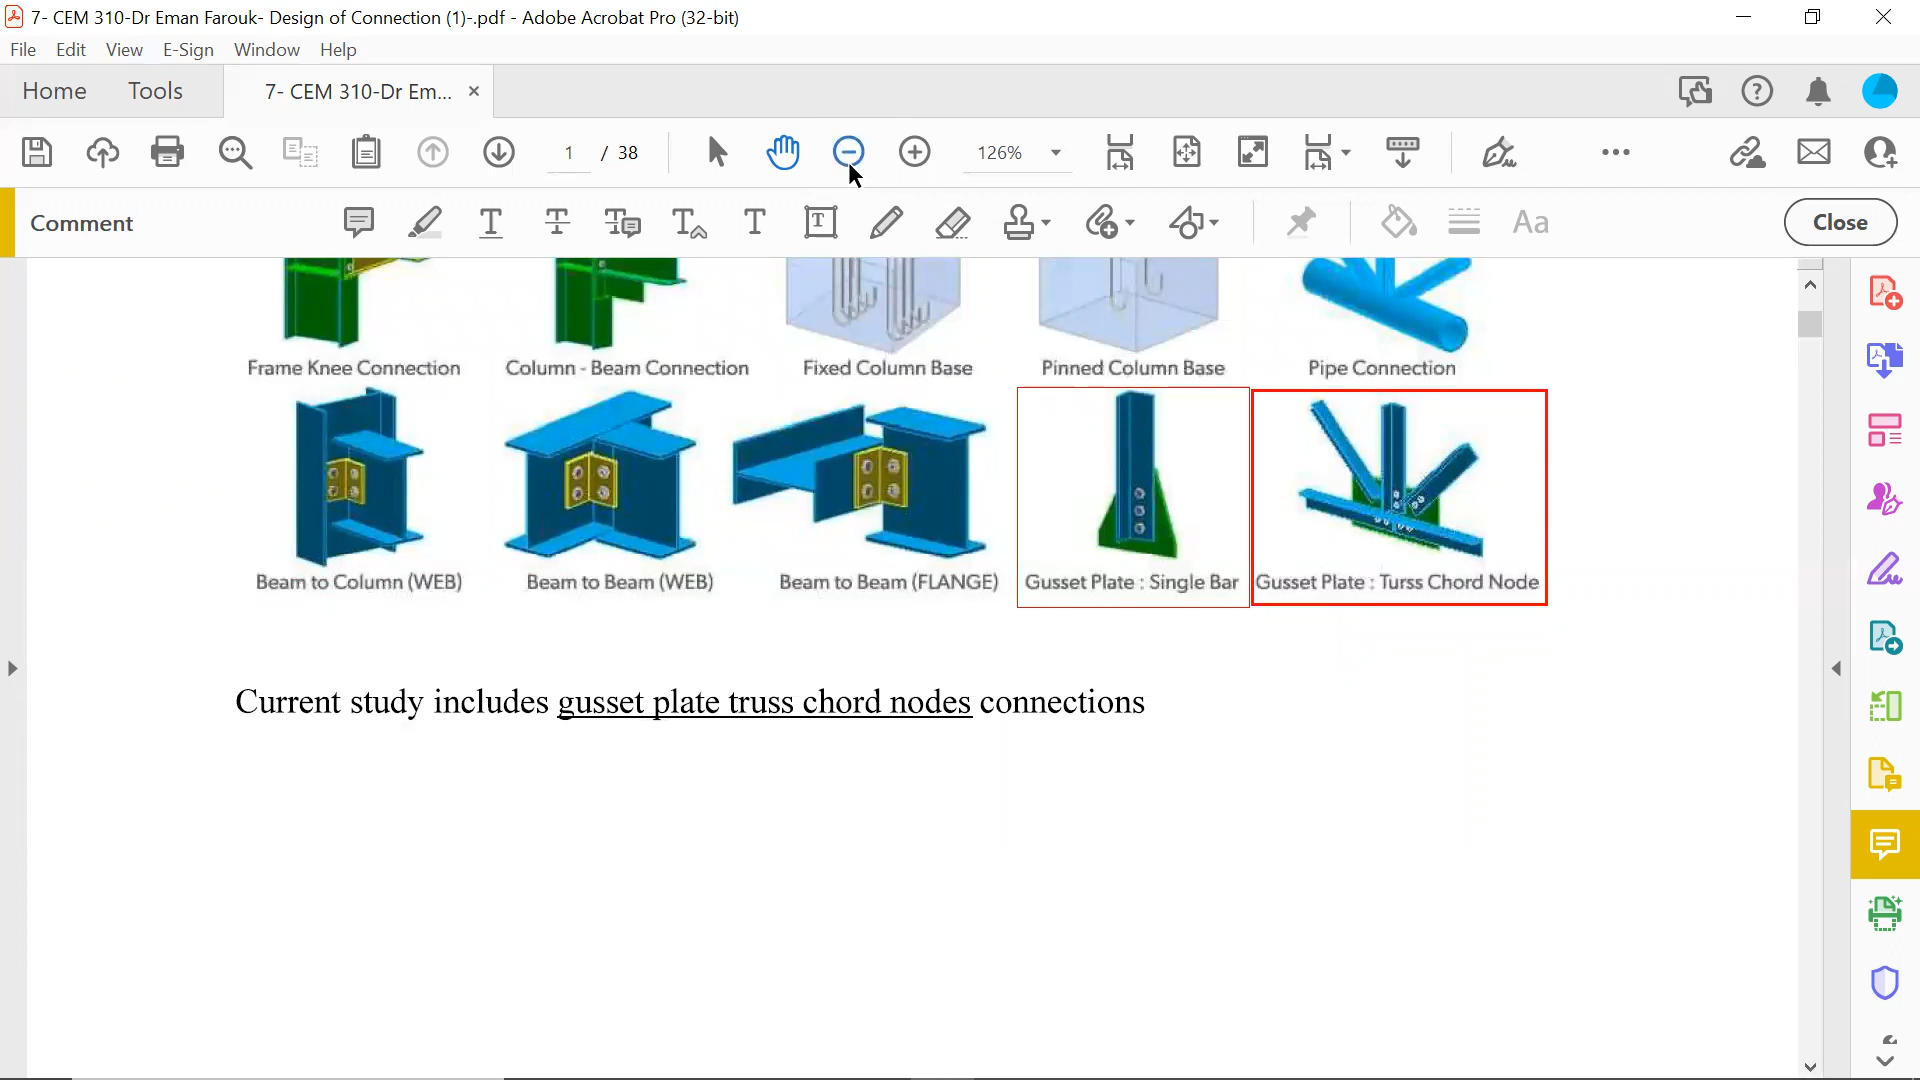 7- CEM 310-Dr Eman Farouk- Design of Connection (1)-.pdf - Adobe Acrobat Pro (32-bit)
File Edit View E-Sign Window Help
Home Tools 7- CEM 310-Dr Em... ×
1 / 38 126%
Comment T T T T T T Aa Close
Frame Knee Connection Column - Beam Connection Fixed Column Base Pinned Column Base Pipe Connection
Beam to Column (WEB) Beam to Beam (WEB) Beam to Beam (FLANGE) Gusset Plate : Single Bar Gusset Plate : Turss Chord Node
Current study includes gusset plate truss chord nodes connections